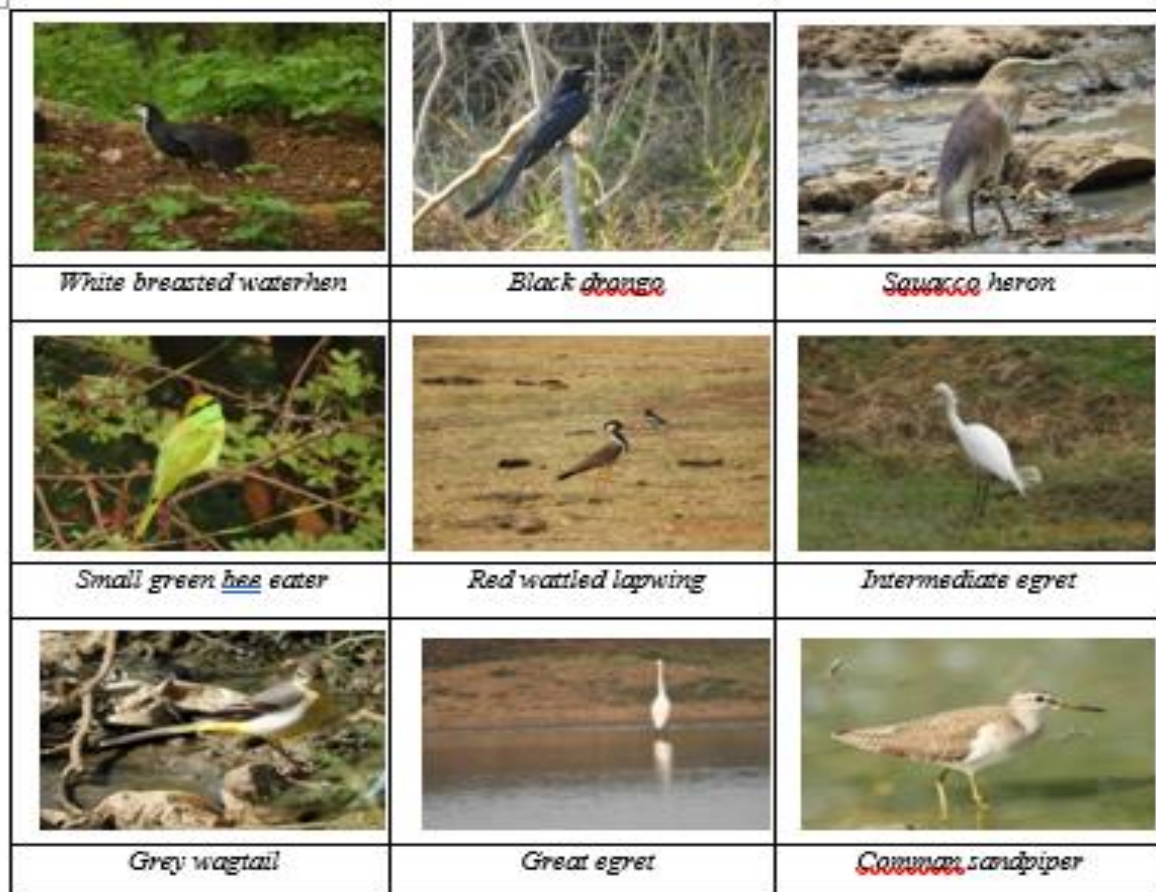 White breasted waterhen
Black drongo
Squacco heron
Small green bee eater
Red wattled lapwing
Intermediate egret
Grey wagtail
Great egret
Comman sandpiper